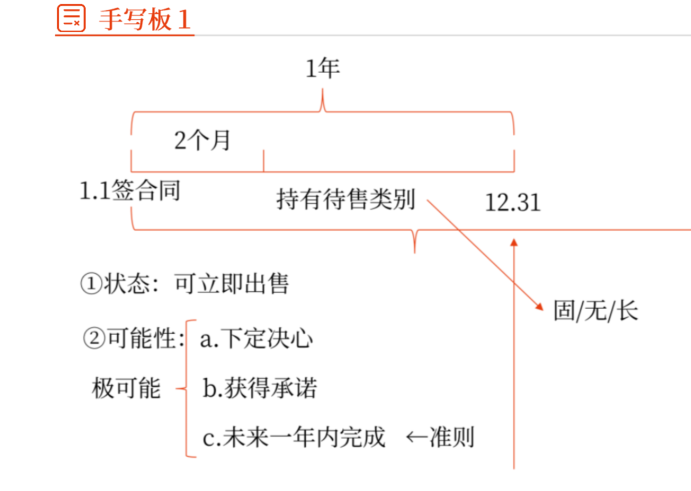 手写板 1
1年
2个月
1.1签合同
持有待售类别
12.31
①状态：可立即出售
固/无/长
②可能性：
a.下定决心
极可能
b.获得承诺
c.未来一年内完成 ←准则